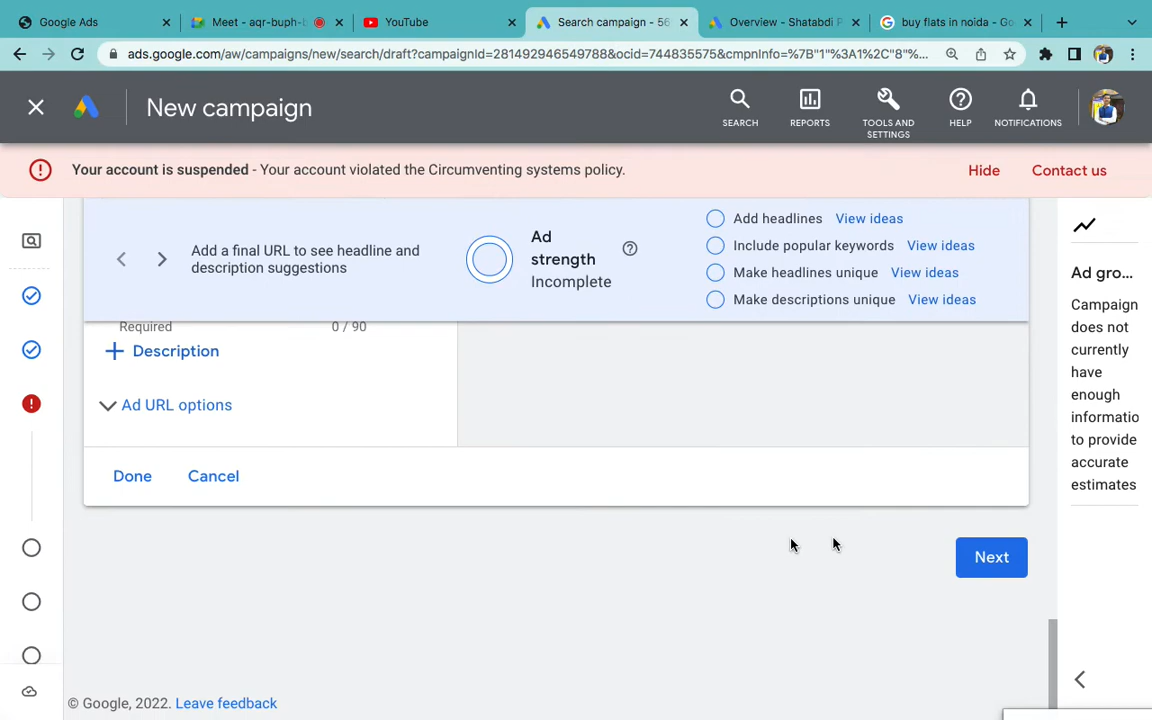 Google Ads
Meet - aqr-buph-b
YouTube
Search campaign - 56
Overview - Shatabdi P
buy flats in noida - Go
ads.google.com/aw/campaigns/new/search/draft?campaignId=281492946549788&ocid=744835575&cmpnInfo=%7B"1"%3A1%2C"8"%...
New campaign
SEARCH
REPORTS
TOOLS AND
SETTINGS
HELP
NOTIFICATIONS
Your account is suspended - Your account violated the Circumventing systems policy.
Hide
Contact us
Add a final URL to see headline and
description suggestions
Ad
strength
Incomplete
Add headlines View ideas
Include popular keywords View ideas
Make headlines unique View ideas
Make descriptions unique View ideas
Required 0 / 90
Description
Ad URL options
Done Cancel
Next
Ad gro...
Campaign
does not
currently
have
enough
informatio
to provide
accurate
estimates
© Google, 2022. Leave feedback